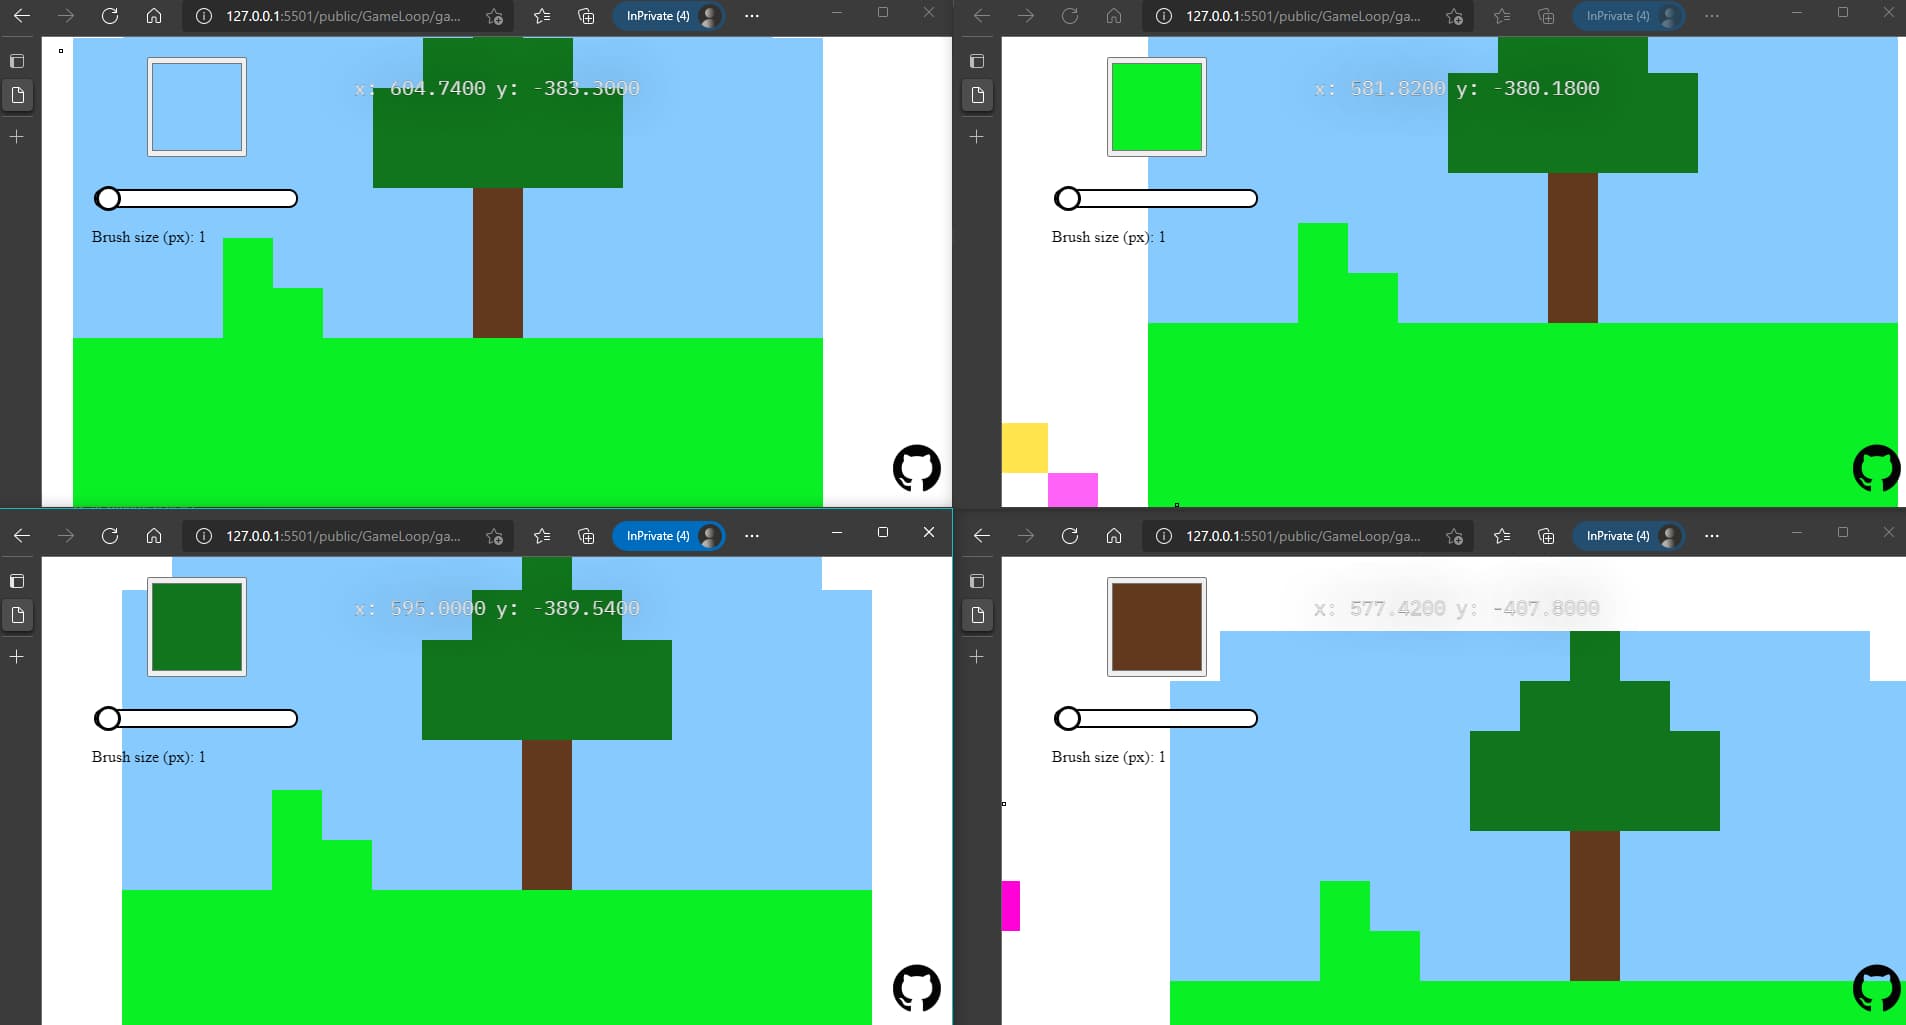 127.0.0.1:5501/public/GameLoop/ga...
InPrivate (4)
x: 604.7400 y: -383.3000
Brush size (px): 1
127.0.0.1:5501/public/GameLoop/ga...
InPrivate (4)
x: 581.8200 y: -380.1800
Brush size (px): 1
127.0.0.1:5501/public/GameLoop/ga...
InPrivate (4)
x: 595.0000 y: -389.5400
Brush size (px): 1
127.0.0.1:5501/public/GameLoop/ga...
InPrivate (4)
x: 577.4200 y: -407.8000
Brush size (px): 1